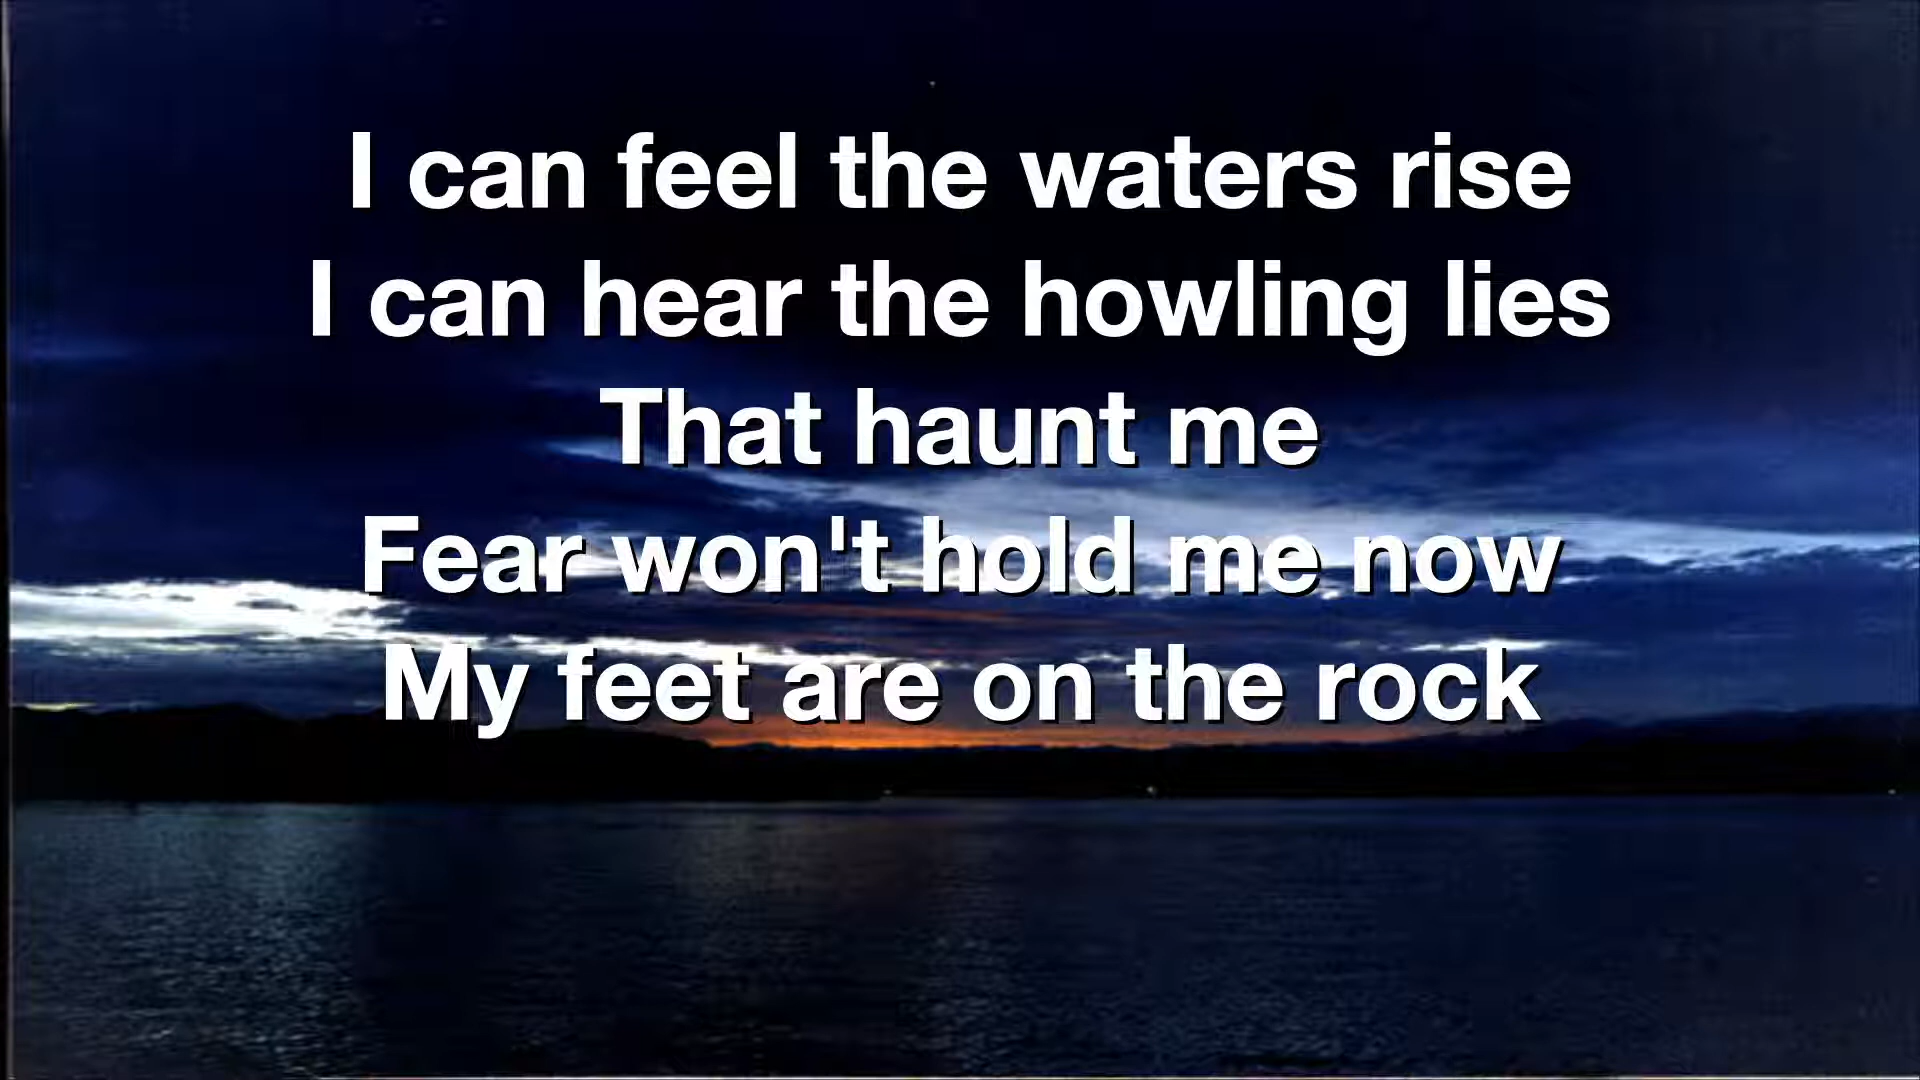 I can feel the waters rise
I can hear the howling lies
That haunt me
Fear won't hold me now
My feet are on the rock